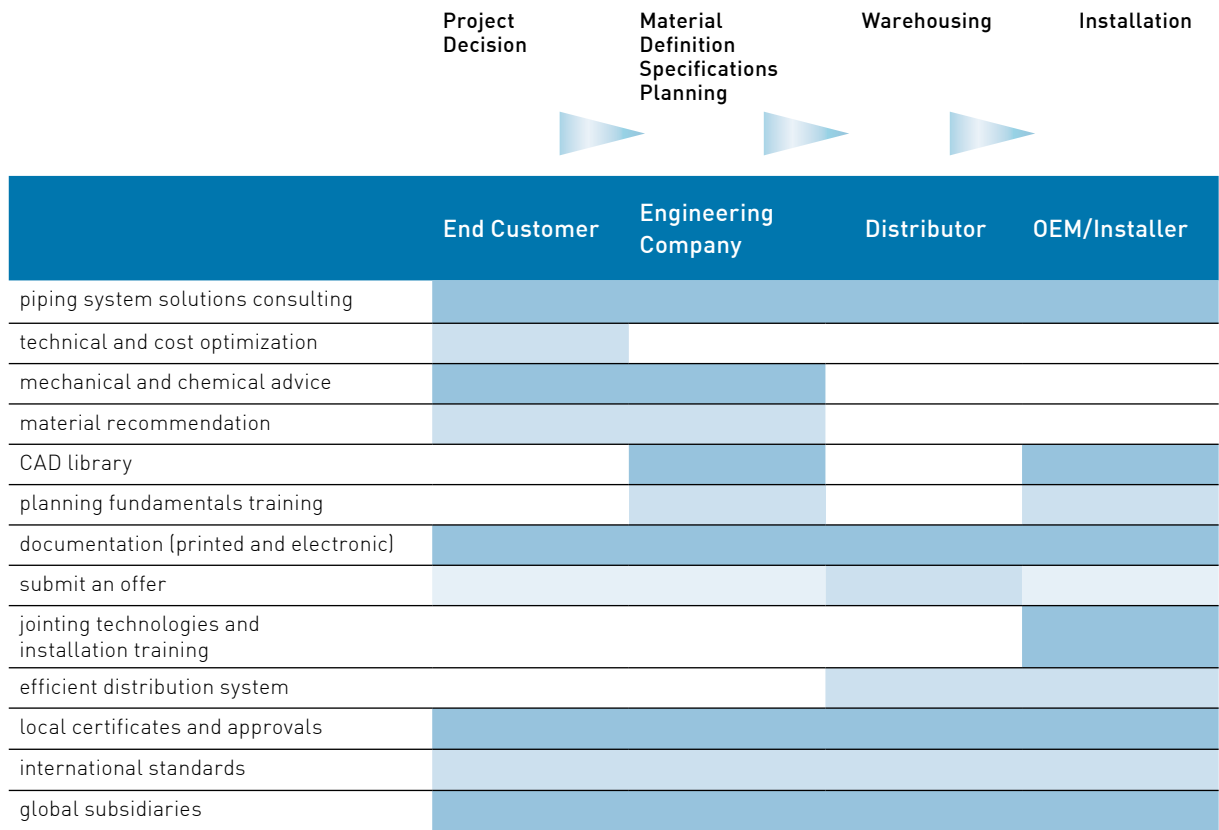 Project
Decision
Material
Definition
Specifications
Planning
Warehousing
Installation
End Customer
Engineering
Company
Distributor
OEM/Installer
piping system solutions consulting
technical and cost optimization
mechanical and chemical advice
material recommendation
CAD library
planning fundamentals training
documentation (printed and electronic)
submit an offer
jointing technologies and
installation training
efficient distribution system
local certificates and approvals
international standards
global subsidiaries